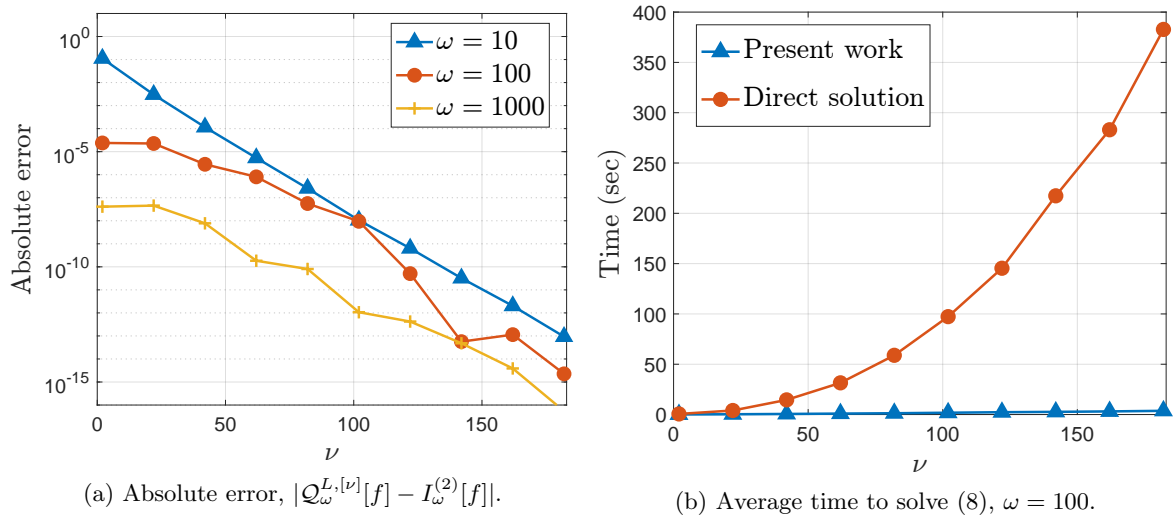 10^0
10^-5
10^-10
10^-15
Absolute error
0 50 100 150
ν
ω = 10
ω = 100
ω = 1000
(a) Absolute error, |𝒬_ω^{L,[ν]}[f] − I_ω^{(2)}[f]|.
400
350
300
250
200
150
100
50
0
Time (sec)
0 50 100 150
ν
Present work
Direct solution
(b) Average time to solve (8), ω = 100.